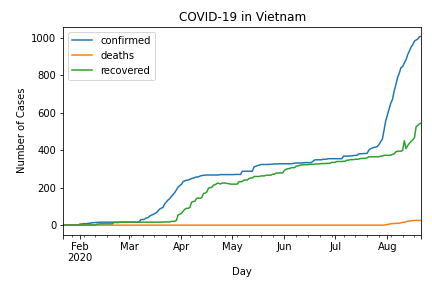 COVID-19 in Vietnam
confirmed
deaths
recovered
Number of Cases
1000
800
600
400
200
0
Feb Mar Apr May Jun Jul Aug
2020
Day